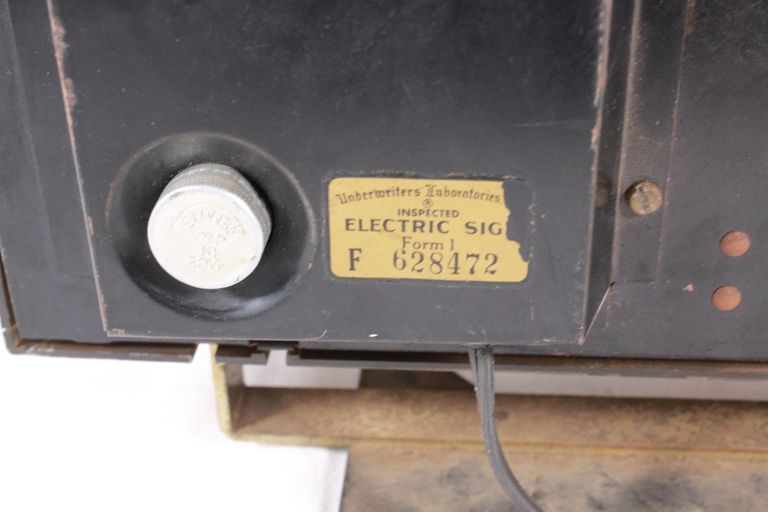 Underwriters Laboratories
®
INSPECTED
ELECTRIC SIG
Form 1
F 628472